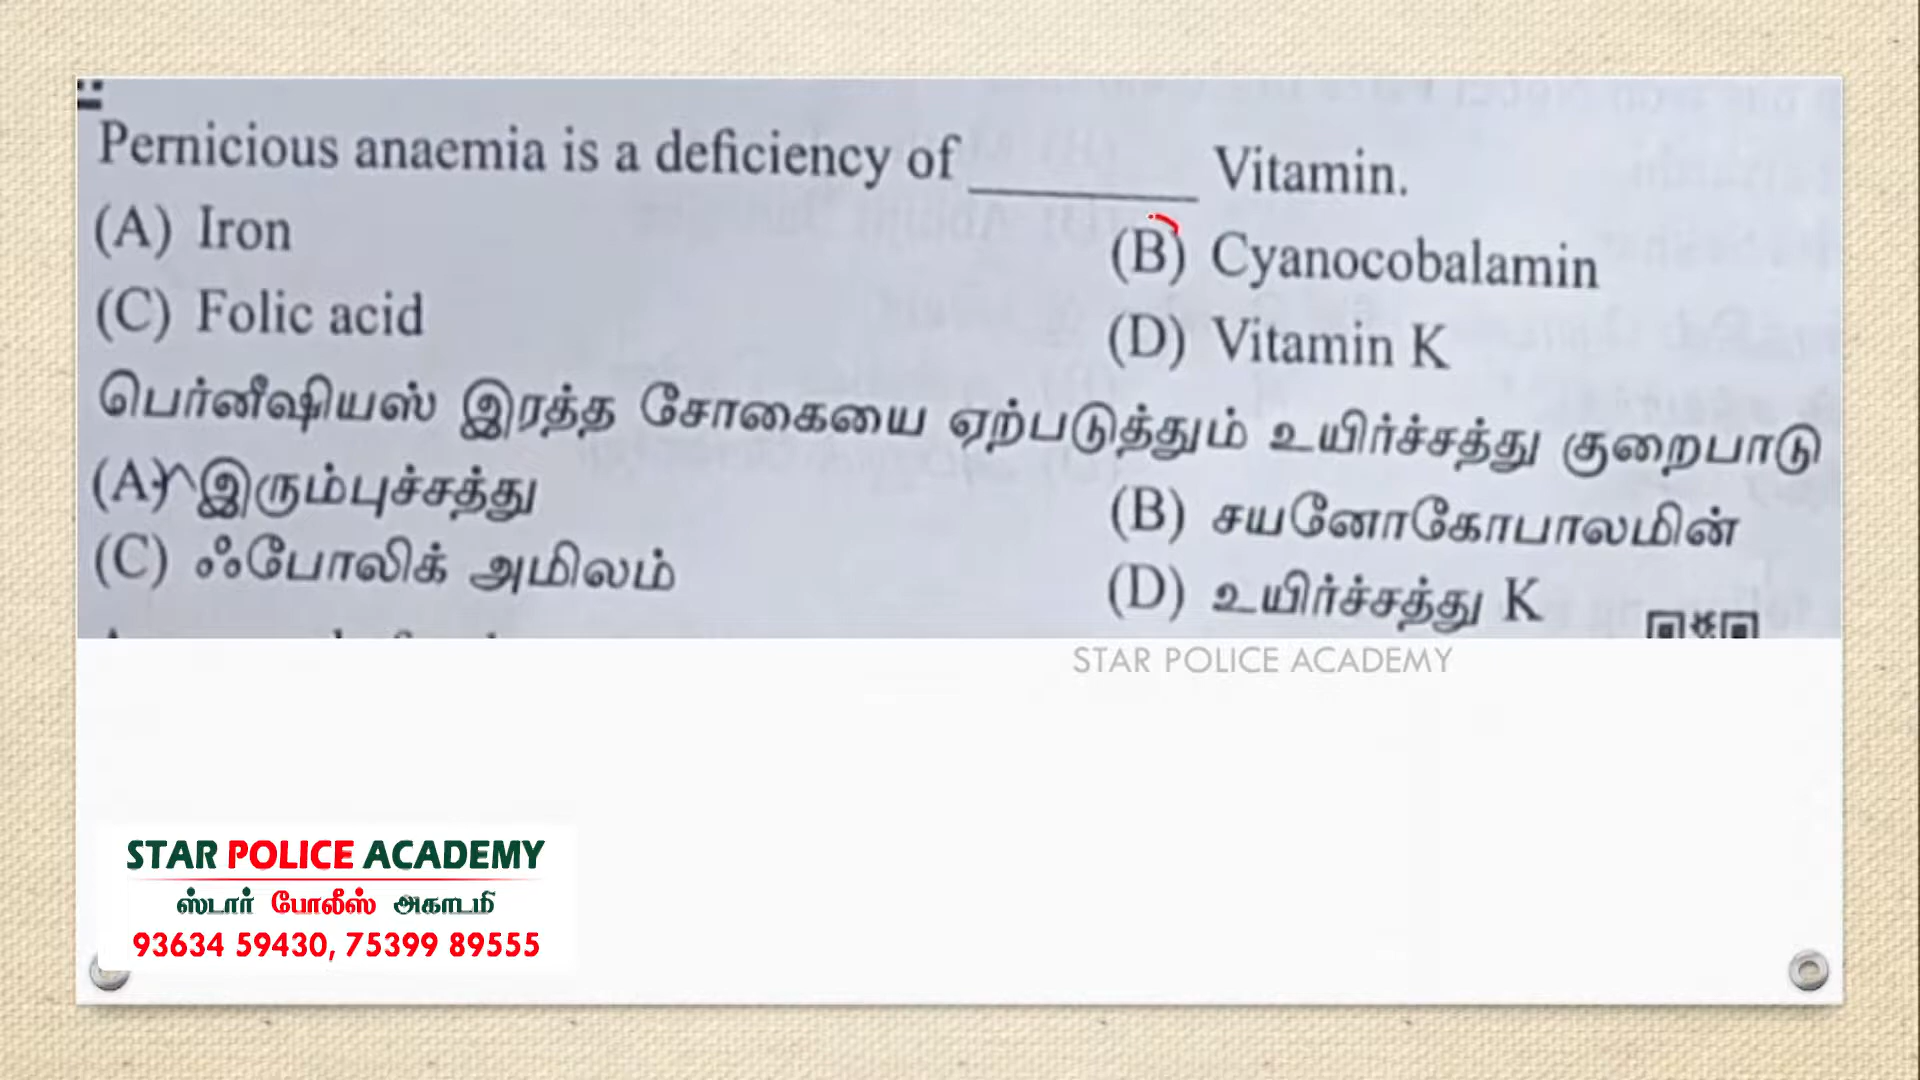 Pernicious anaemia is a deficiency of ________ Vitamin.
(A) Iron
(B) Cyanocobalamin
(C) Folic acid
(D) Vitamin K
பெர்னீஷியஸ் இரத்த சோகையை ஏற்படுத்தும் உயிர்ச்சத்து குறைபாடு
(A) இரும்புச்சத்து
(B) சயனோகோபாலமின்
(C) ஃபோலிக் அமிலம்
(D) உயிர்ச்சத்து K
STAR POLICE ACADEMY
STAR POLICE ACADEMY
ஸ்டார் போலீஸ் அகாடமி
93634 59430, 75399 89555